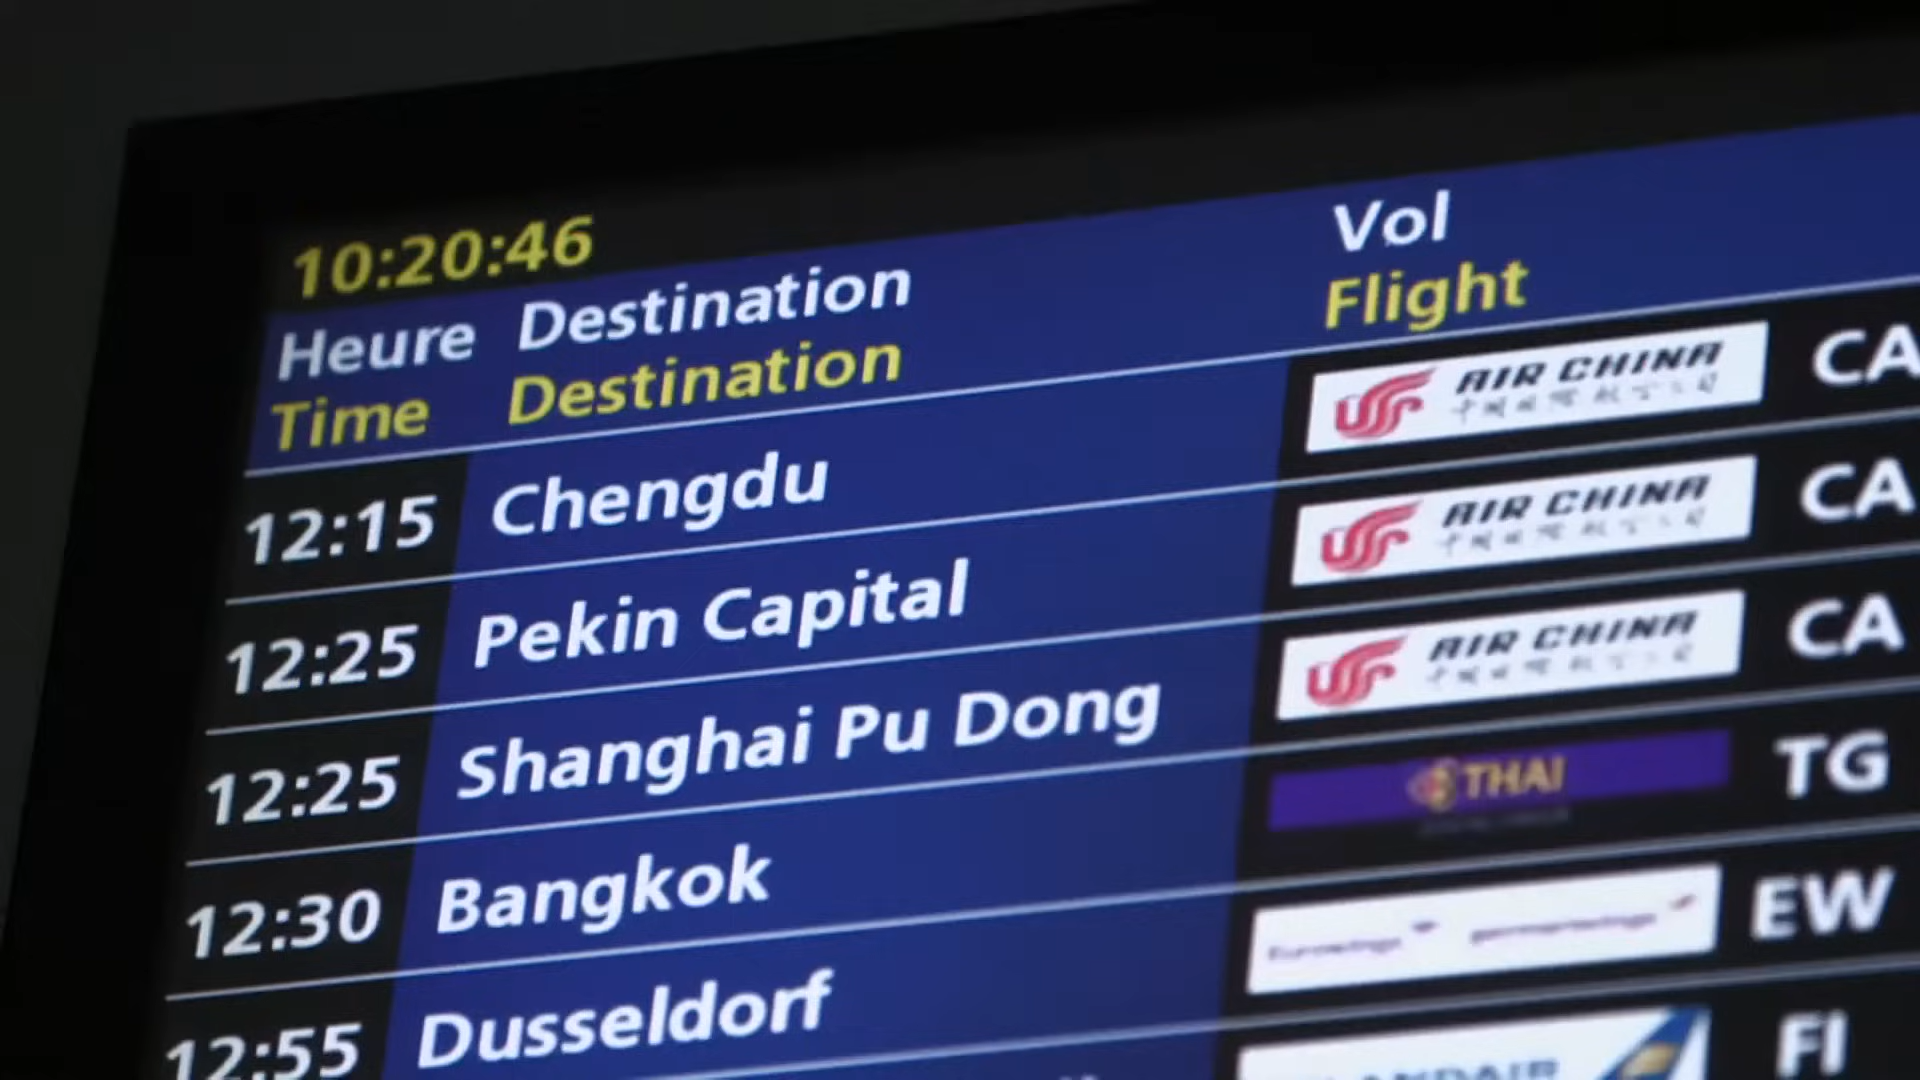 10:20:46
Heure Destination Vol
Time Destination Flight
12:15 Chengdu AIR CHINA CA
12:25 Pekin Capital AIR CHINA CA
12:25 Shanghai Pu Dong AIR CHINA CA
12:30 Bangkok THAI TG
12:55 Dusseldorf Eurowings germanwings EW
FI